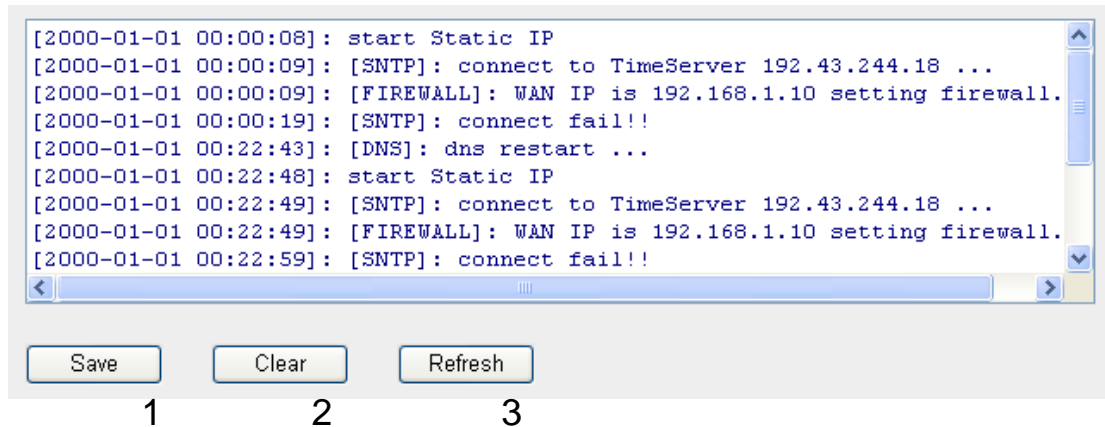 [2000-01-01 00:00:08]: start Static IP
[2000-01-01 00:00:09]: [SNTP]: connect to TimeServer 192.43.244.18 ...
[2000-01-01 00:00:09]: [FIREWALL]: WAN IP is 192.168.1.10 setting firewall.
[2000-01-01 00:00:19]: [SNTP]: connect fail!!
[2000-01-01 00:22:43]: [DNS]: dns restart ...
[2000-01-01 00:22:48]: start Static IP
[2000-01-01 00:22:49]: [SNTP]: connect to TimeServer 192.43.244.18 ...
[2000-01-01 00:22:49]: [FIREWALL]: WAN IP is 192.168.1.10 setting firewall.
[2000-01-01 00:22:59]: [SNTP]: connect fail!!
Save Clear Refresh
1 2 3